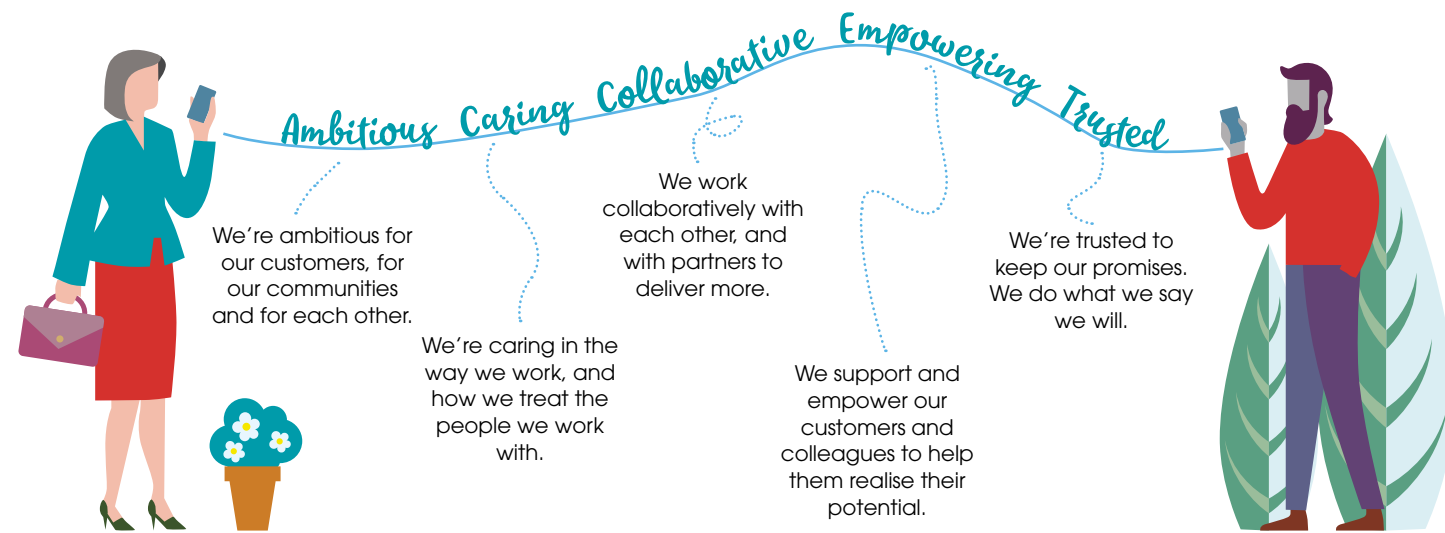 Ambitious
We're ambitious for
our customers, for
our communities
and for each other.
Caring
We're caring in the
way we work, and
how we treat the
people we work
with.
Collaborative
We work
collaboratively with
each other, and
with partners to
deliver more.
Empowering
We support and
empower our
customers and
colleagues to help
them realise their
potential.
Trusted
We're trusted to
keep our promises.
We do what we say
we will.